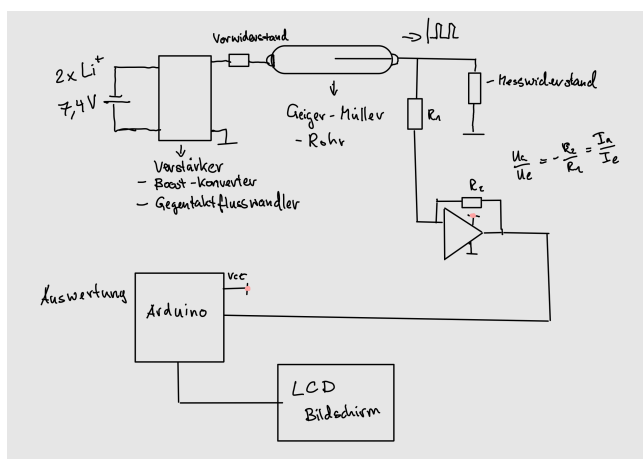 Vorwiderstand
2x Li⁺
7,4V
Geiger-Müller
- Rohr
- Messwiderstand
R₁
Verstärker
- Boost-Konverter
- Gegentaktflusswandler
R₂
Ua/Ue = -R₂/R₁ = Ia/Ie
Vcc
Auswertung
Arduino
LCD
Bildschirm